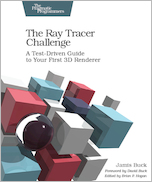 The
Pragmatic
Programmers
The Ray Tracer
Challenge
A Test-Driven Guide
to Your First 3D Renderer
Jamis Buck
Foreword by David Buck
Edited by Brian P. Hogan